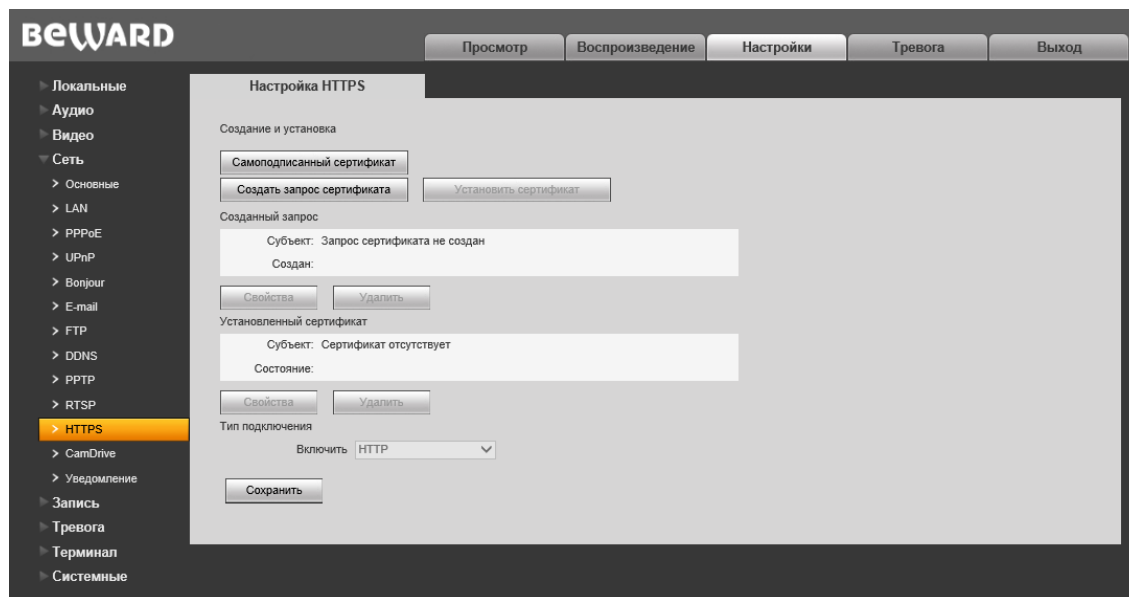 BEWARD
Просмотр
Воспроизведение
Настройки
Тревога
Выход
Локальные
Аудио
Видео
Сеть
Основные
LAN
PPPoE
UPnP
Bonjour
E-mail
FTP
DDNS
PPTP
RTSP
HTTPS
CamDrive
Уведомление
Запись
Тревога
Терминал
Системные
Настройка HTTPS
Создание и установка
Самоподписанный сертификат
Создать запрос сертификата Установить сертификат
Созданный запрос
Субъект: Запрос сертификата не создан
Создан:
Свойства Удалить
Установленный сертификат
Субъект: Сертификат отсутствует
Состояние:
Свойства Удалить
Тип подключения
Включить HTTP
Сохранить